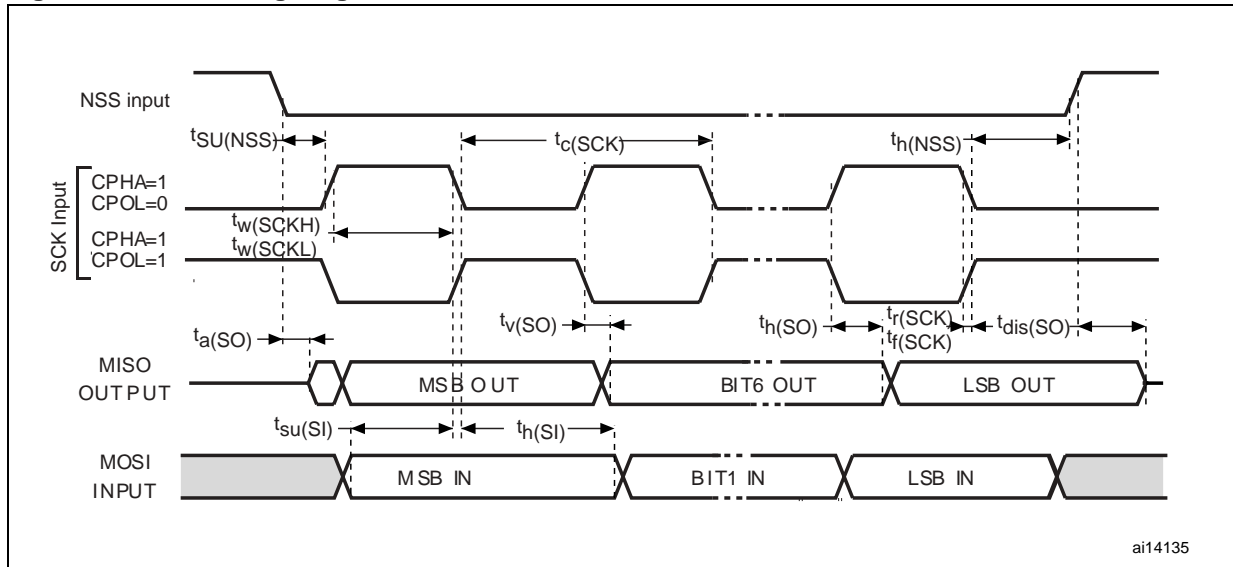 NSS input
tSU(NSS)
tc(SCK)
th(NSS)
SCK Input
CPHA=1
CPOL=0
tw(SCKH)
tw(SCKL)
CPHA=1
CPOL=1
ta(SO)
tv(SO)
th(SO)
tr(SCK)
tf(SCK)
tdis(SO)
MISO
OUTPUT
MSB OUT
BIT6 OUT
LSB OUT
tsu(SI)
th(SI)
MOSI
INPUT
MSB IN
BIT1 IN
LSB IN
ai14135